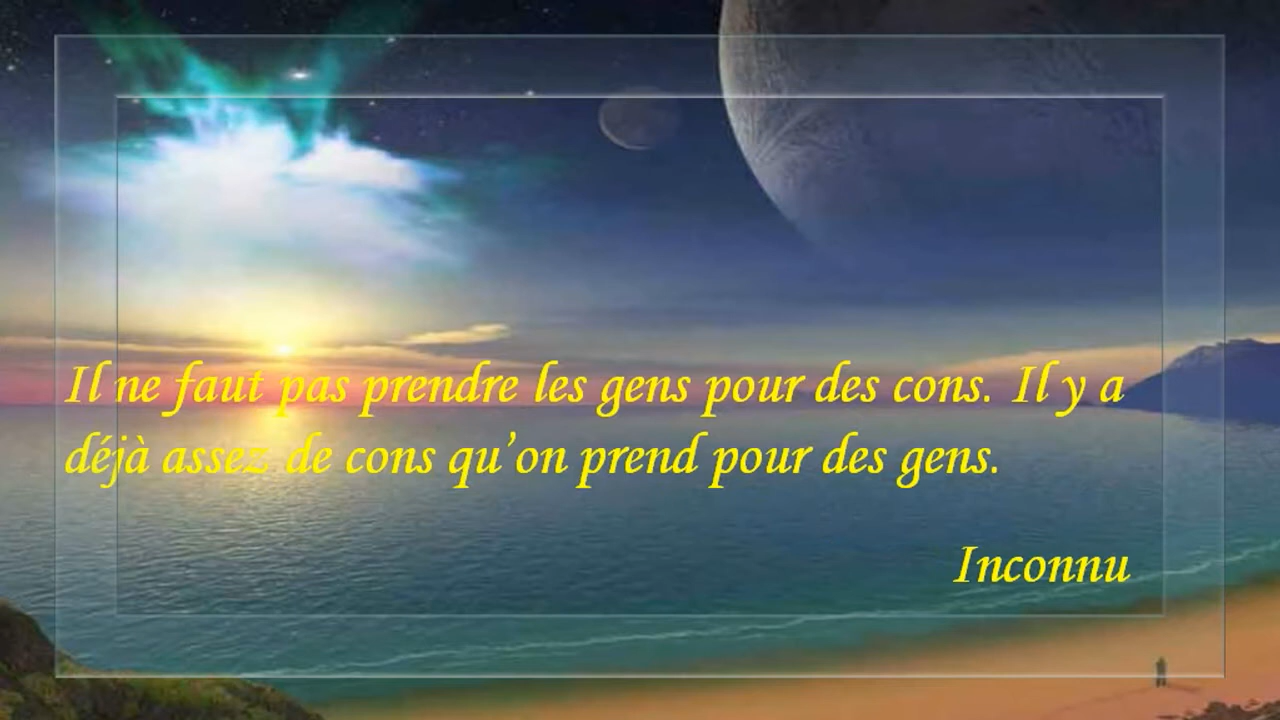 Il ne faut pas prendre les gens pour des cons. Il y a
déjà assez de cons qu’on prend pour des gens.
Inconnu